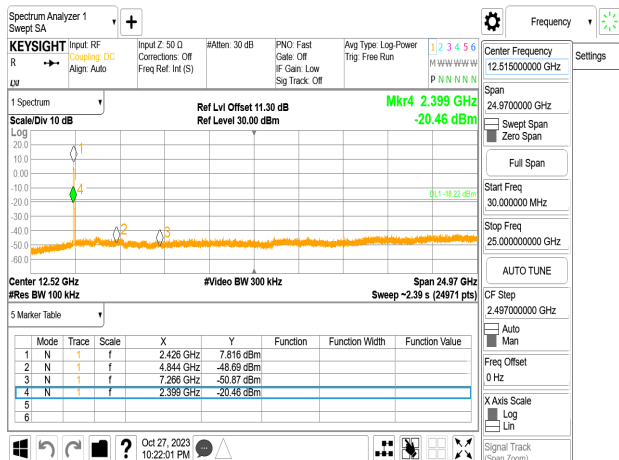 Spectrum Analyzer 1
Swept SA
KEYSIGHT Input: RF Input Z: 50 Ω #Atten: 30 dB PNO: Fast Avg Type: Log-Power 1 2 3 4 5 6
R Coupling: DC Corrections: Off Gate: Off Trig: Free Run M W W W W W
Align: Auto Freq Ref: Int (S) IF Gain: Low
Sig Track: Off P N N N N N
LNI
1 Spectrum Ref Lvl Offset 11.30 dB Mkr4 2.399 GHz
Scale/Div 10 dB Ref Level 30.00 dBm -20.46 dBm
Log
20.0
10.0
0.00
-10.0
-20.0
-30.0
-40.0
-50.0
-60.0
1
4
2
3
DL1 -18.22 dBm
Center 12.52 GHz #Video BW 300 kHz Span 24.97 GHz
#Res BW 100 kHz Sweep ~2.39 s (24971 pts)
5 Marker Table
Mode Trace Scale X Y Function Function Width Function Value
1 N 1 f 2.426 GHz 7.816 dBm
2 N 1 f 4.844 GHz -48.69 dBm
3 N 1 f 7.266 GHz -50.87 dBm
4 N 1 f 2.399 GHz -20.46 dBm
5
6
Oct 27, 2023
10:22:01 PM
Frequency
Settings
Center Frequency
12.515000000 GHz
Span
24.9700000 GHz
Swept Span
Zero Span
Full Span
Start Freq
30.000000 MHz
Stop Freq
25.000000000 GHz
AUTO TUNE
CF Step
2.497000000 GHz
Auto
Man
Freq Offset
0 Hz
X Axis Scale
Log
Lin
Signal Track
(Span Zoom)